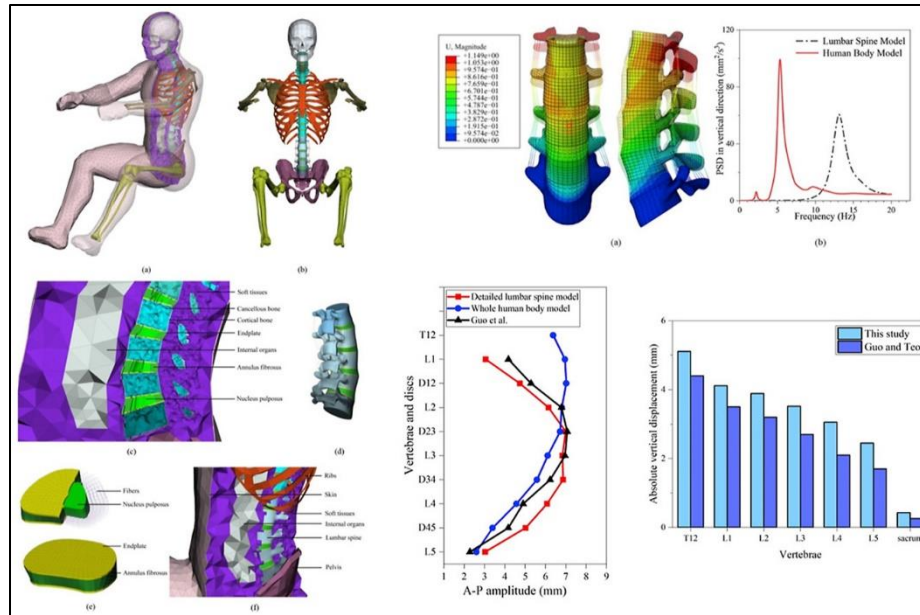 (a)
(b)
U, Magnitude
+1.149e+00
+1.053e+00
+9.574e-01
+8.616e-01
+7.659e-01
+6.701e-01
+5.744e-01
+4.787e-01
+3.829e-01
+2.872e-01
+1.915e-01
+9.574e-02
+0.000e+00
(a)
PSD in vertical direction (mm²/s³)
120
80
40
0
0 5 10 15 20
Frequency (Hz)
Lumbar Spine Model
Human Body Model
(b)
Soft tissues
Cancellous bone
Cortical bone
Endplate
Internal organs
Annulus fibrosus
Nucleus pulposus
(c)
(d)
Fibers
Nucleus pulposus
Endplate
Annulus fibrosus
(e)
Ribs
Skin
Soft tissues
Internal organs
Lumbar spine
Pelvis
(f)
Detailed lumbar spine model
Whole human body model
Guo et al.
Vertebrae and discs
T12
L1
D12
L2
D23
L3
D34
L4
D45
L5
1 2 3 4 5 6 7 8 9
A-P amplitude (mm)
This study
Guo and Teo
Absolute vertical displacement (mm)
6
4
2
0
T12 L1 L2 L3 L4 L5 sacrum
Vertebrae